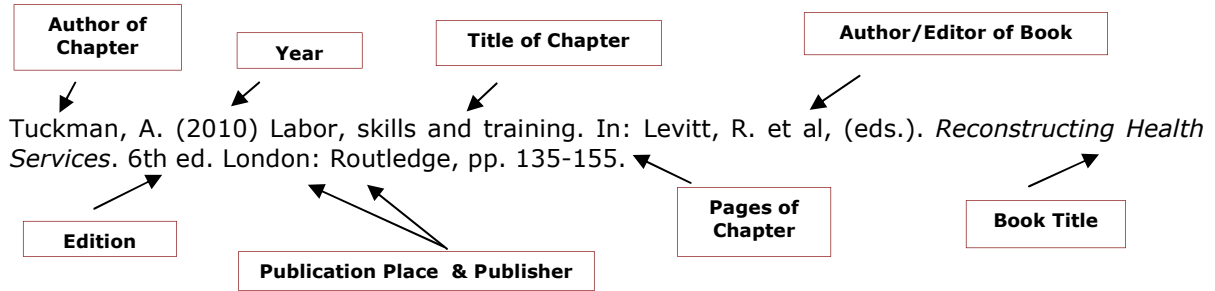 Author of
Chapter
Year
Title of Chapter
Author/Editor of Book
Tuckman, A. (2010) Labor, skills and training. In: Levitt, R. et al, (eds.). Reconstructing Health
Services. 6th ed. London: Routledge, pp. 135-155.
Edition
Publication Place & Publisher
Pages of
Chapter
Book Title